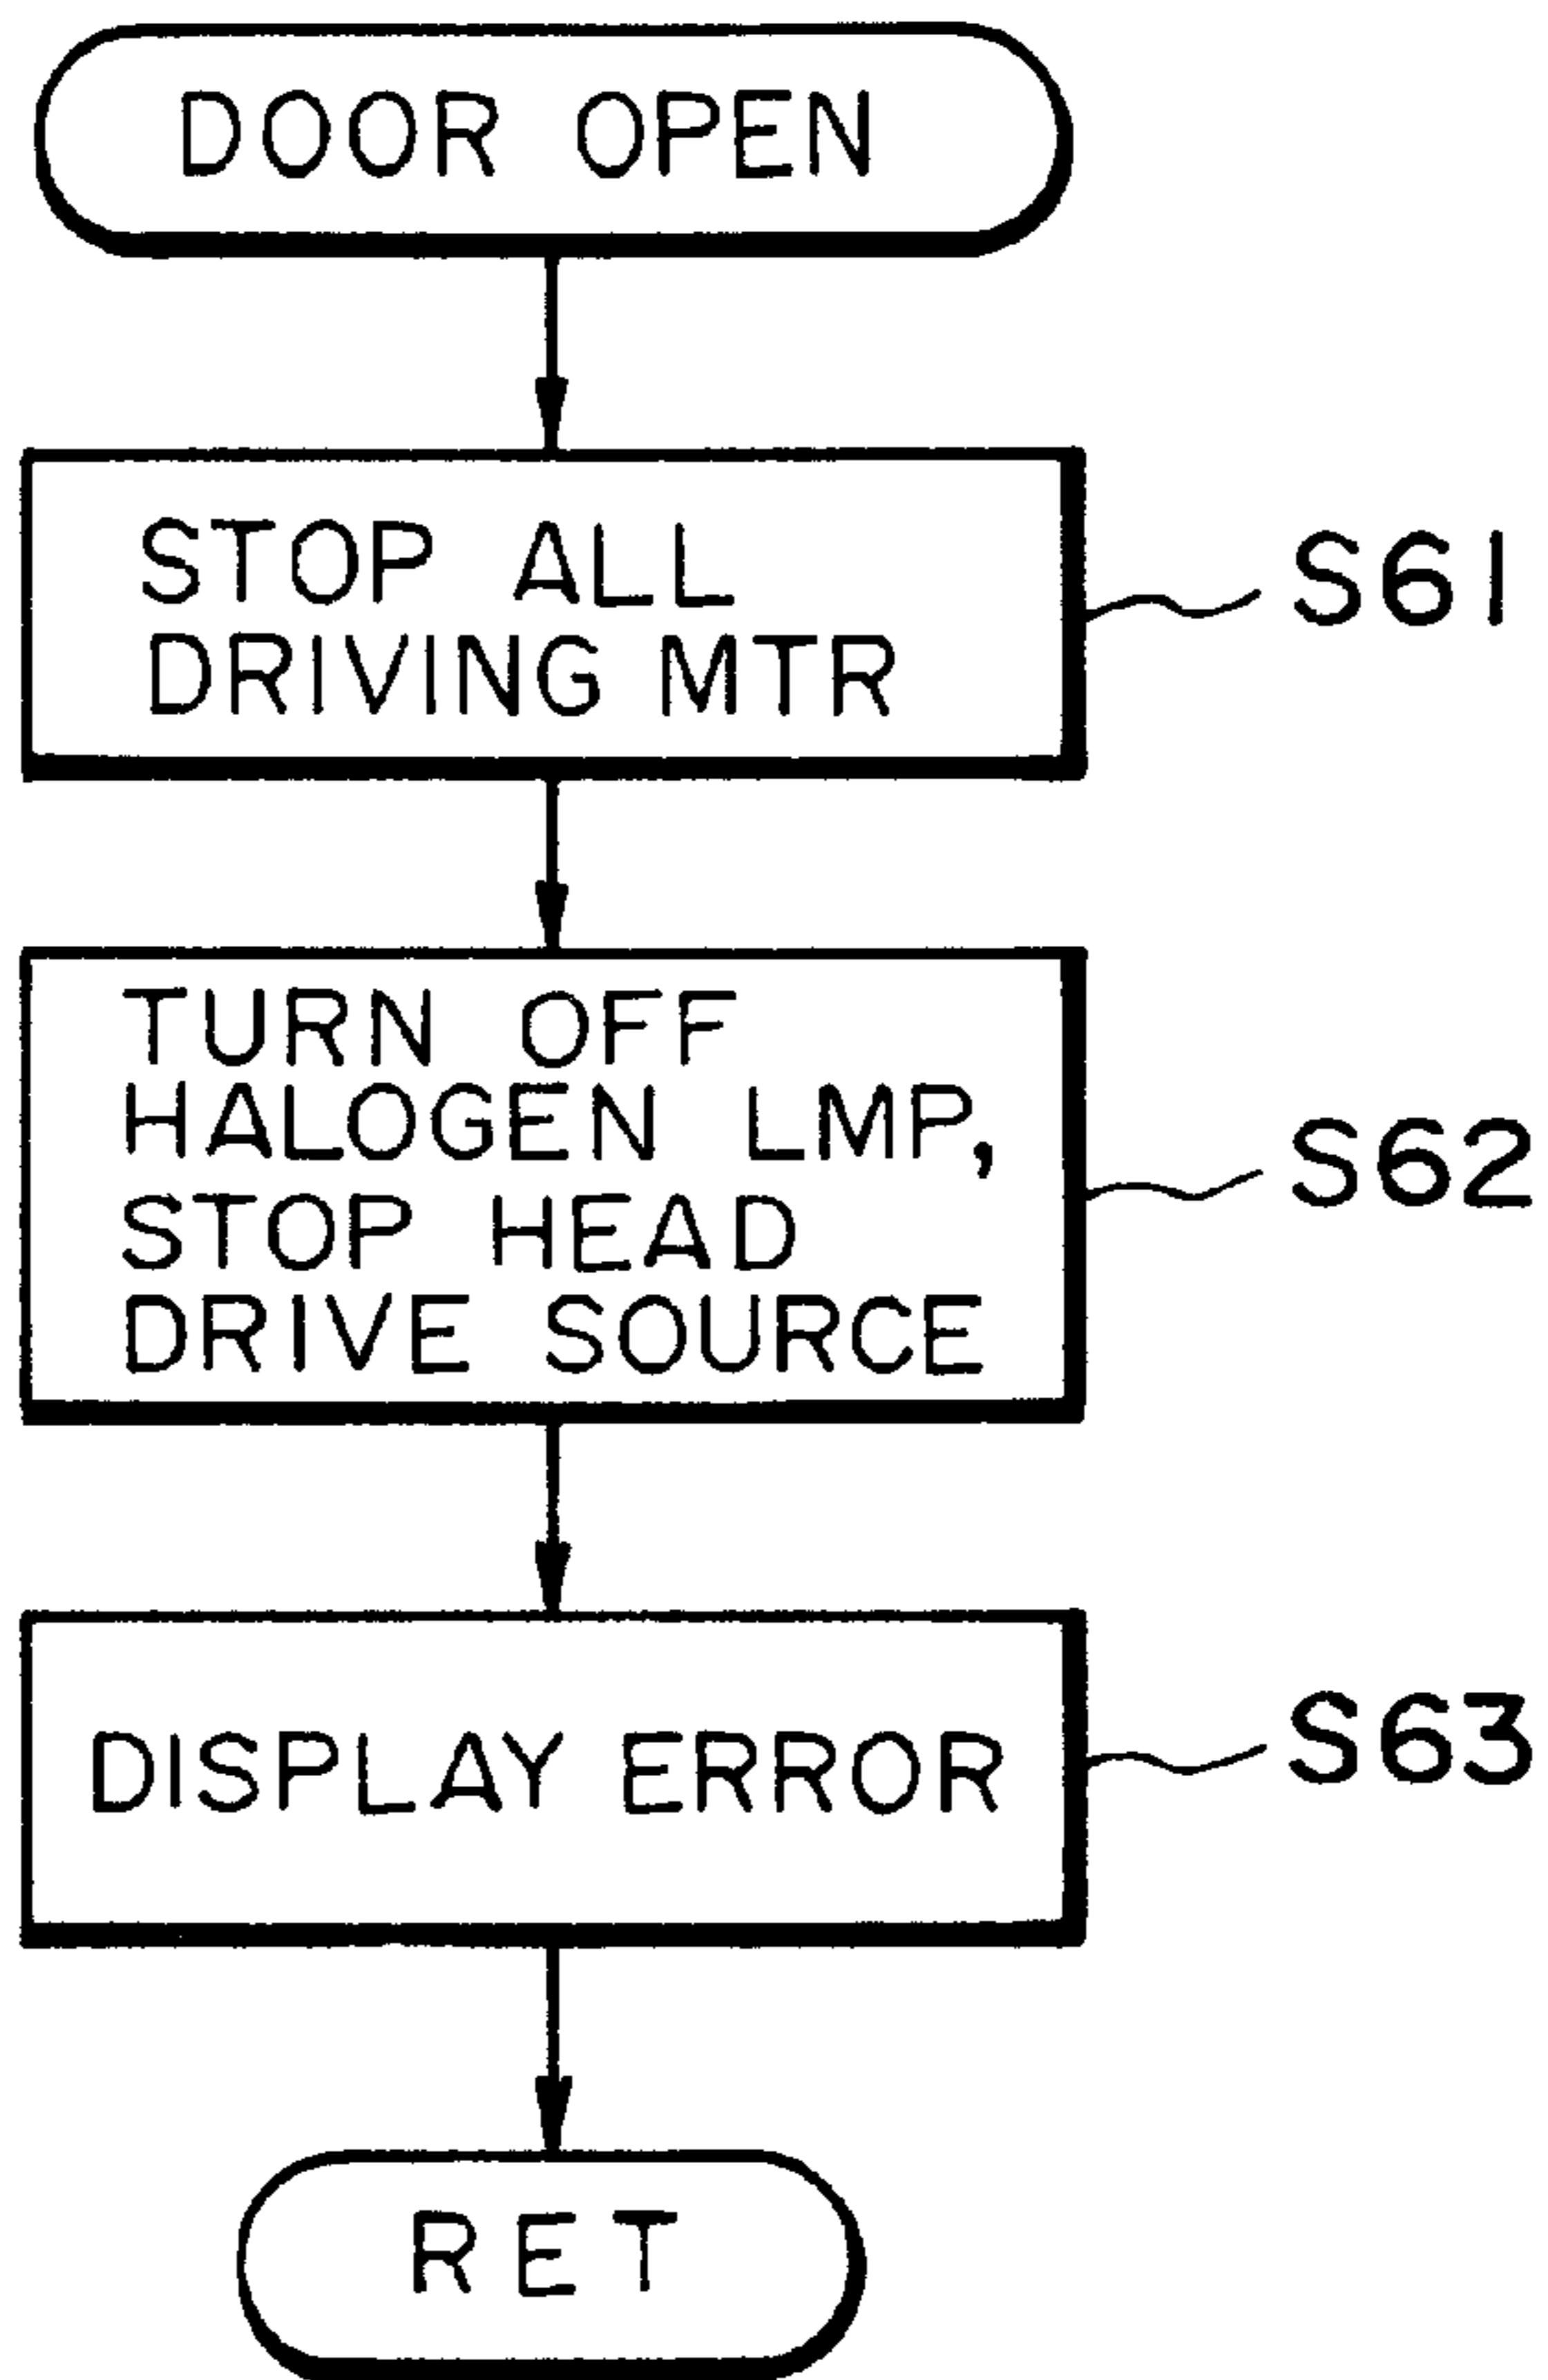 DOOR OPEN
STOP ALL
DRIVING MTR
S61
TURN OFF
HALOGEN LMP,
STOP HEAD
DRIVE SOURCE
S62
DISPLAY ERROR
S63
RET